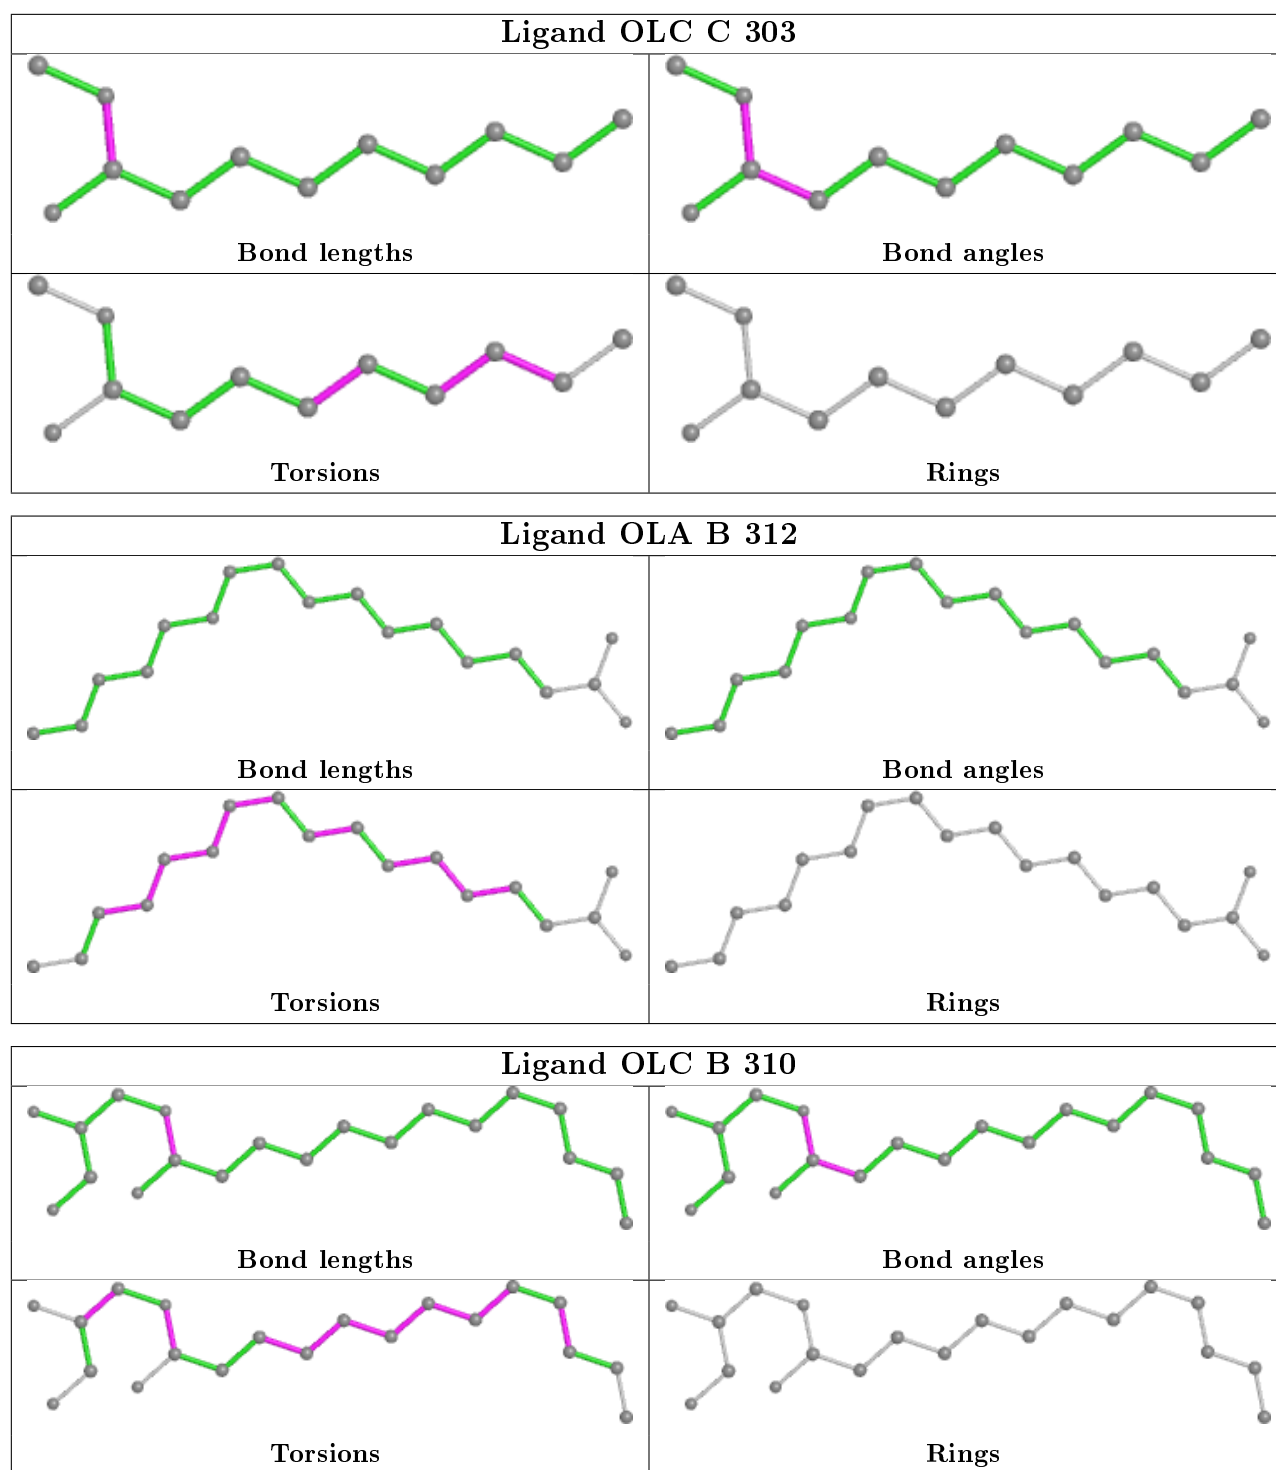 Ligand OLC C 303
Bond lengths
Bond angles
Torsions
Rings
Ligand OLA B 312
Bond lengths
Bond angles
Torsions
Rings
Ligand OLC B 310
Bond lengths
Bond angles
Torsions
Rings